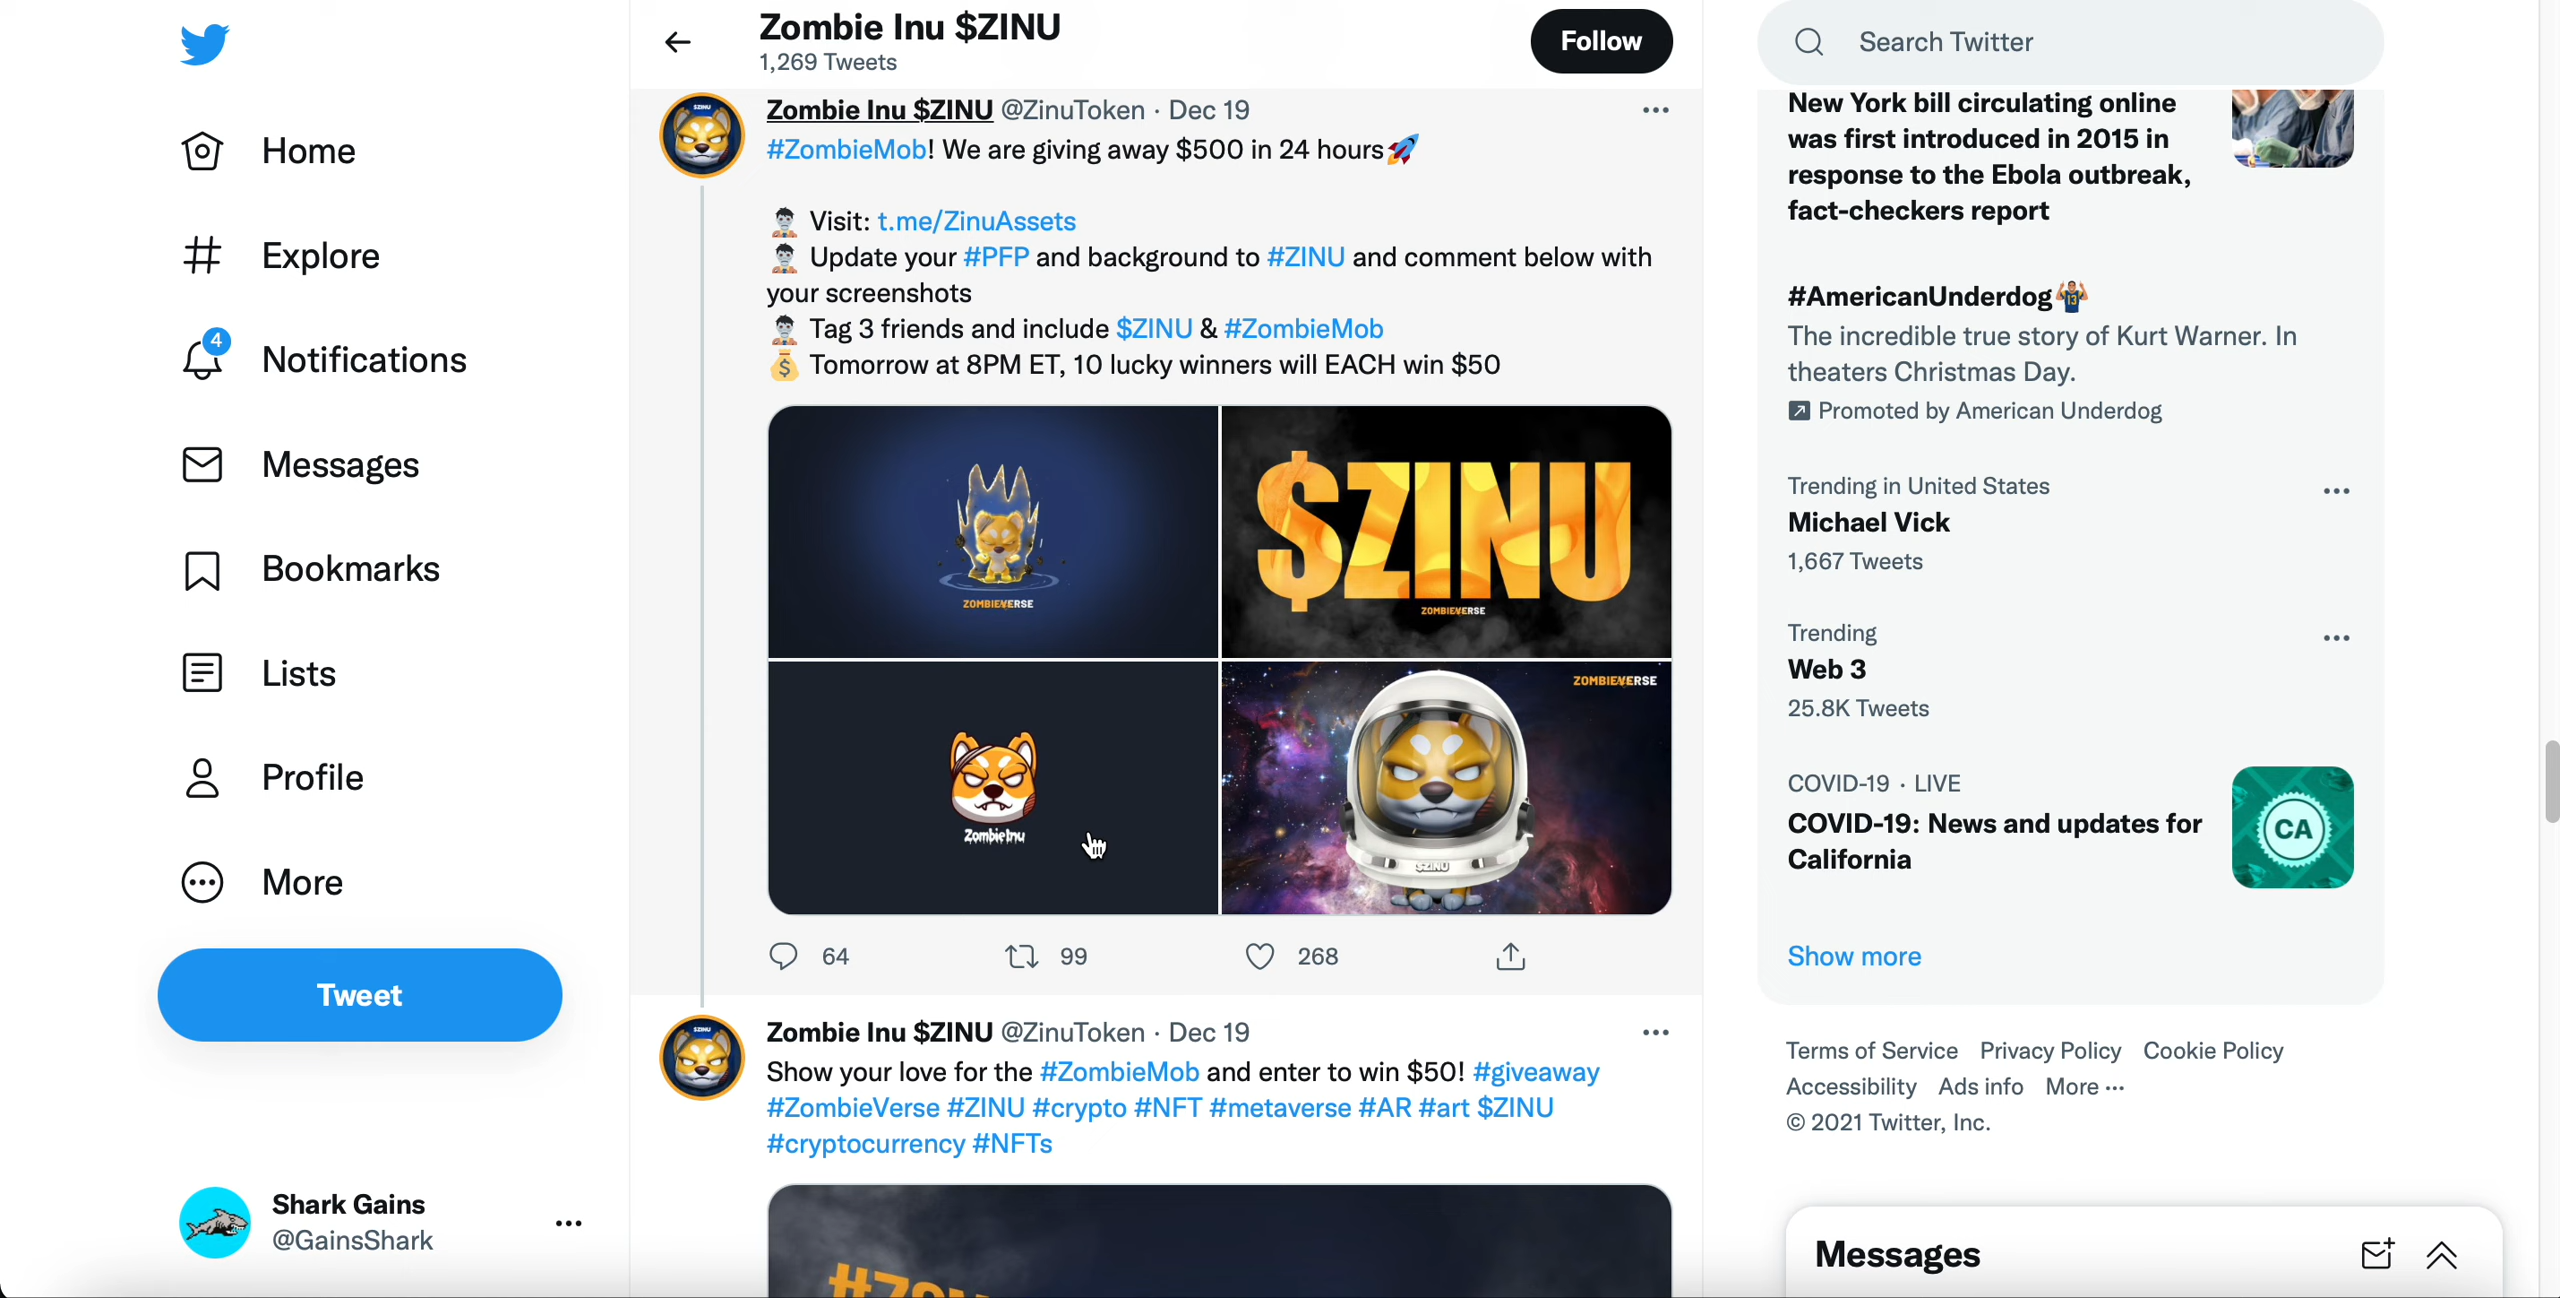 Home
Explore
4
Notifications
Messages
Bookmarks
Lists
Profile
More
Tweet
Shark Gains
@GainsShark
Zombie Inu $ZINU
1,269 Tweets
Follow
Zombie Inu $ZINU @ZinuToken · Dec 19
#ZombieMob! We are giving away $500 in 24 hours🚀
Visit: t.me/ZinuAssets
Update your #PFP and background to #ZINU and comment below with
your screenshots
Tag 3 friends and include $ZINU & #ZombieMob
💰 Tomorrow at 8PM ET, 10 lucky winners will EACH win $50
ZOMBIEVERSE
$ZINU
ZOMBIEVERSE
Zombie Inu
ZOMBIEVERSE
$ZINU
64
99
268
Zombie Inu $ZINU @ZinuToken · Dec 19
Show your love for the #ZombieMob and enter to win $50! #giveaway
#ZombieVerse #ZINU #crypto #NFT #metaverse #AR #art $ZINU
#cryptocurrency #NFTs
Search Twitter
New York bill circulating online
was first introduced in 2015 in
response to the Ebola outbreak,
fact-checkers report
#AmericanUnderdog
The incredible true story of Kurt Warner. In
theaters Christmas Day.
Promoted by American Underdog
Trending in United States
Michael Vick
1,667 Tweets
Trending
Web 3
25.8K Tweets
COVID-19 · LIVE
COVID-19: News and updates for
California
CA
Show more
Terms of Service Privacy Policy Cookie Policy
Accessibility Ads info More ···
© 2021 Twitter, Inc.
Messages